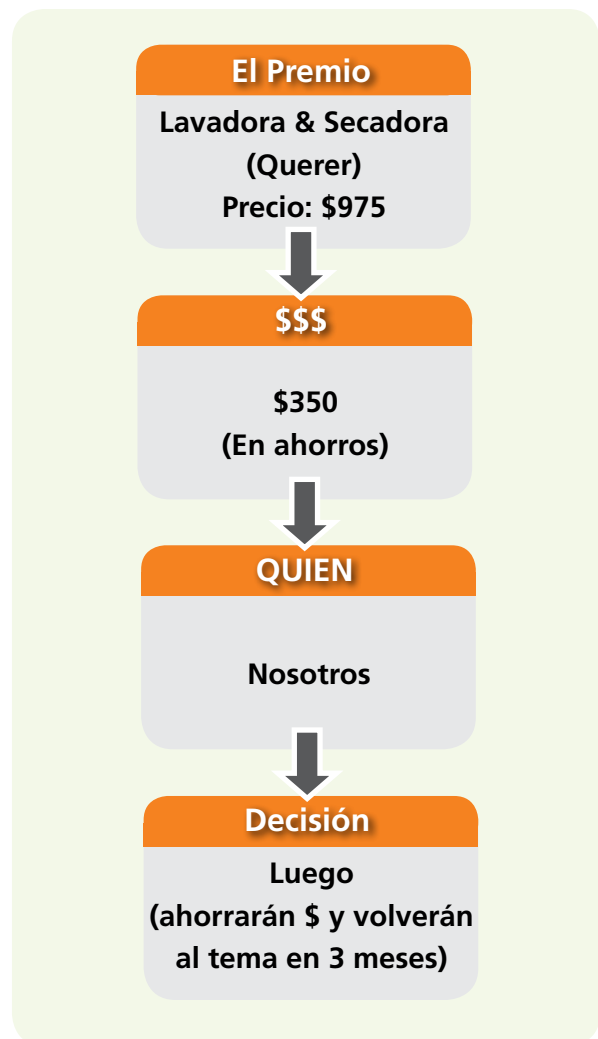 El Premio
Lavadora & Secadora
(Querer)
Precio: $975
$$$
$350
(En ahorros)
QUIEN
Nosotros
Decisión
Luego
(ahorrarán $ y volverán
al tema en 3 meses)